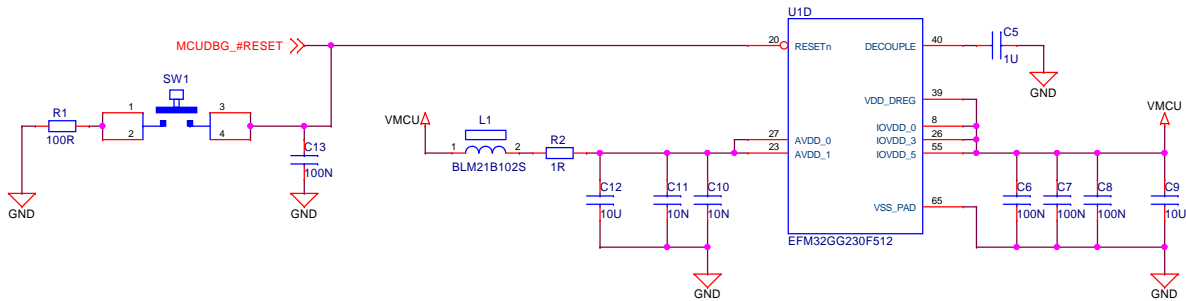 U1D
MCUDBG_#RESET
20
RESETn
DECOUPLE
40
C5
1U
GND
SW1
R1
100R
1
2
3
4
C13
100N
GND
GND
VMCU
L1
1
2
BLM21B102S
R2
1R
27
AVDD_0
23
AVDD_1
C12
10U
C11
10N
C10
10N
GND
VDD_DREG
39
IOVDD_0
8
IOVDD_3
26
IOVDD_5
55
VSS_PAD
65
EFM32GG230F512
VMCU
C6
100N
C7
100N
C8
100N
C9
10U
GND